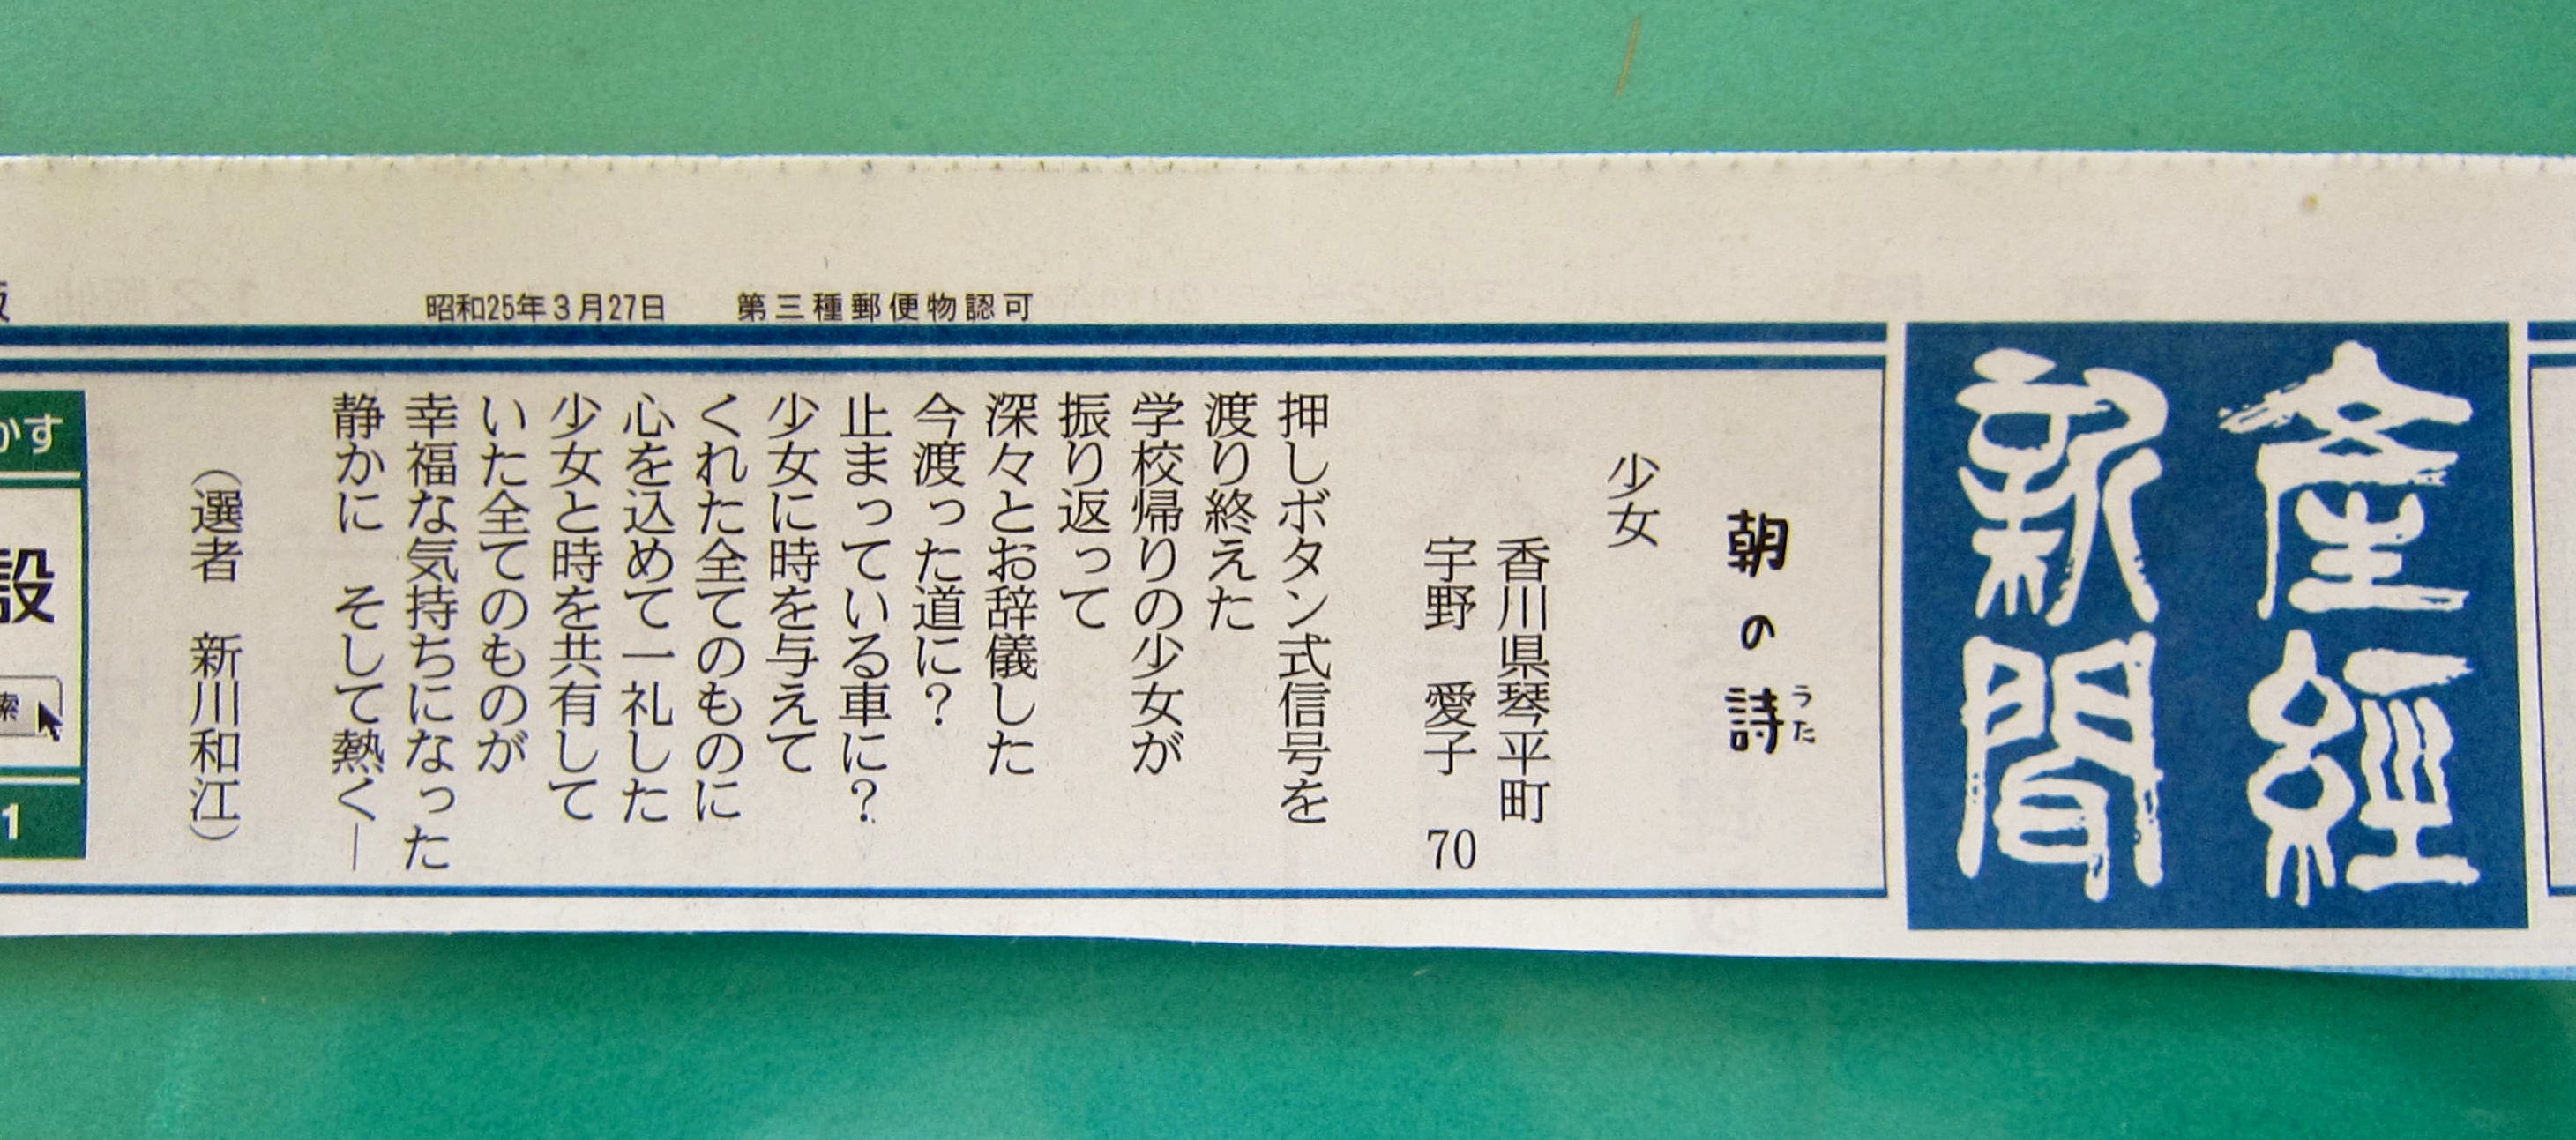 昭和25年3月27日　第三種郵便物認可
産經
新聞
朝の詩
うた
少女
香川県琴平町
宇野　愛子　70
押しボタン式信号を
渡り終えた
学校帰りの少女が
振り返って
深々とお辞儀した
今渡った道に?
止まっている車に?
少女に時を与えて
くれた全てのものに
心を込めて一礼した
少女と時を共有して
いた全てのものが
幸福な気持ちになった
静かに　そして熱く―
(選者　新川和江)
かす
設
索
1